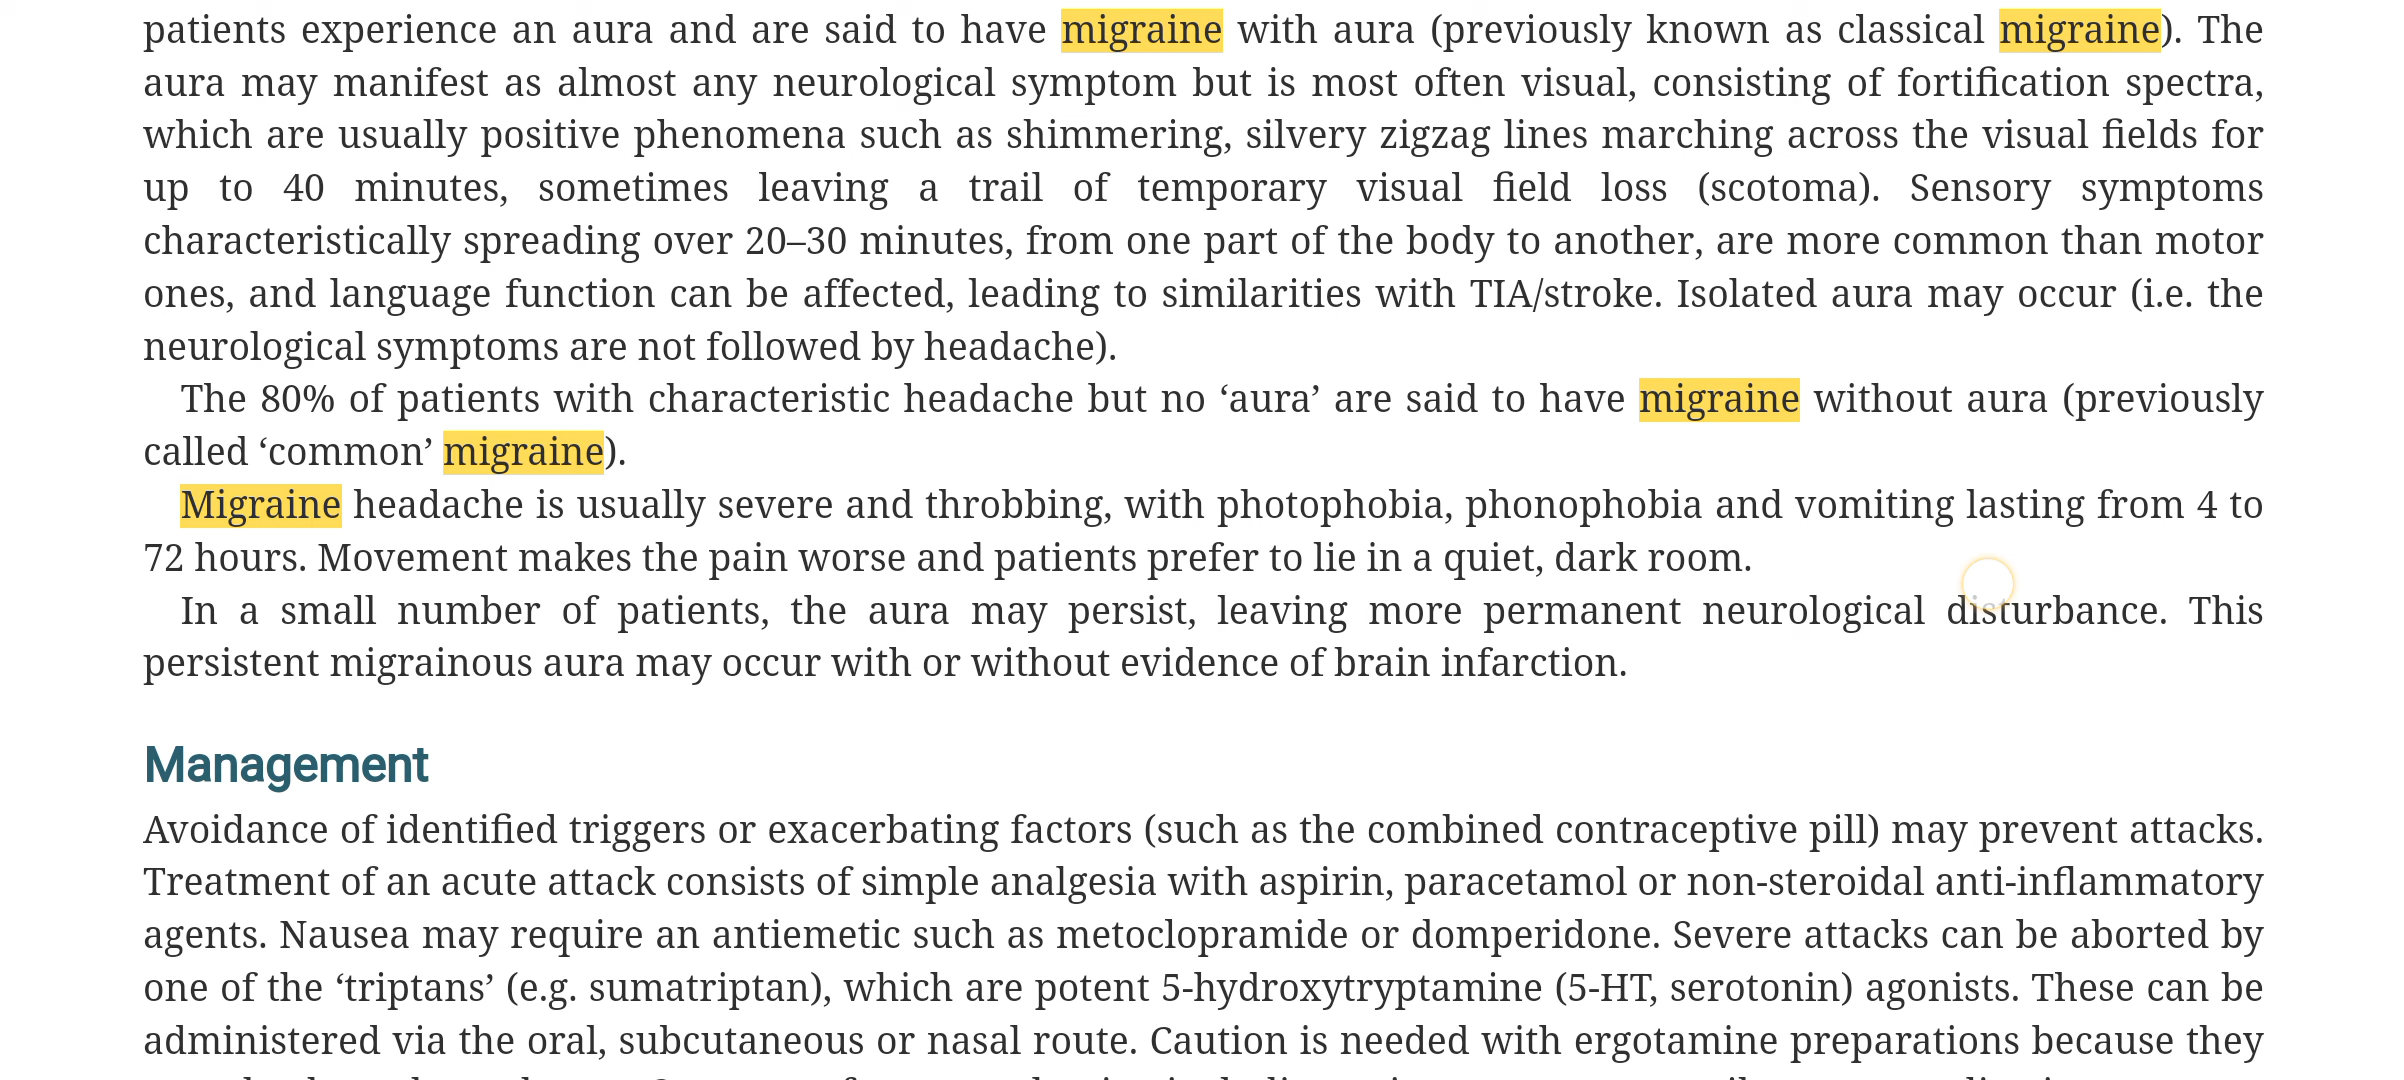 patients experience an aura and are said to have migraine with aura (previously known as classical migraine). The
aura may manifest as almost any neurological symptom but is most often visual, consisting of fortification spectra,
which are usually positive phenomena such as shimmering, silvery zigzag lines marching across the visual fields for
up to 40 minutes, sometimes leaving a trail of temporary visual field loss (scotoma). Sensory symptoms
characteristically spreading over 20–30 minutes, from one part of the body to another, are more common than motor
ones, and language function can be affected, leading to similarities with TIA/stroke. Isolated aura may occur (i.e. the
neurological symptoms are not followed by headache).
The 80% of patients with characteristic headache but no ‘aura’ are said to have migraine without aura (previously
called ‘common’ migraine).
Migraine headache is usually severe and throbbing, with photophobia, phonophobia and vomiting lasting from 4 to
72 hours. Movement makes the pain worse and patients prefer to lie in a quiet, dark room.
In a small number of patients, the aura may persist, leaving more permanent neurological disturbance. This
persistent migrainous aura may occur with or without evidence of brain infarction.
Management
Avoidance of identified triggers or exacerbating factors (such as the combined contraceptive pill) may prevent attacks.
Treatment of an acute attack consists of simple analgesia with aspirin, paracetamol or non-steroidal anti-inflammatory
agents. Nausea may require an antiemetic such as metoclopramide or domperidone. Severe attacks can be aborted by
one of the ‘triptans’ (e.g. sumatriptan), which are potent 5-hydroxytryptamine (5-HT, serotonin) agonists. These can be
administered via the oral, subcutaneous or nasal route. Caution is needed with ergotamine preparations because they